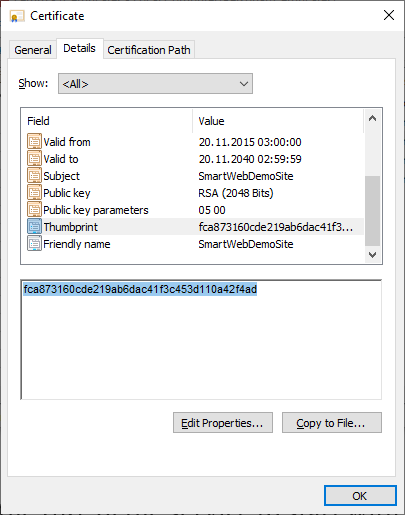 Certificate
General Details Certification Path
Show: <All>
Field Value
Valid from 20.11.2015 03:00:00
Valid to 20.11.2040 02:59:59
Subject SmartWebDemoSite
Public key RSA (2048 Bits)
Public key parameters 05 00
Thumbprint fca873160cde219ab6dac41f3...
Friendly name SmartWebDemoSite
fca873160cde219ab6dac41f3c453d110a42f4ad
Edit Properties... Copy to File...
OK